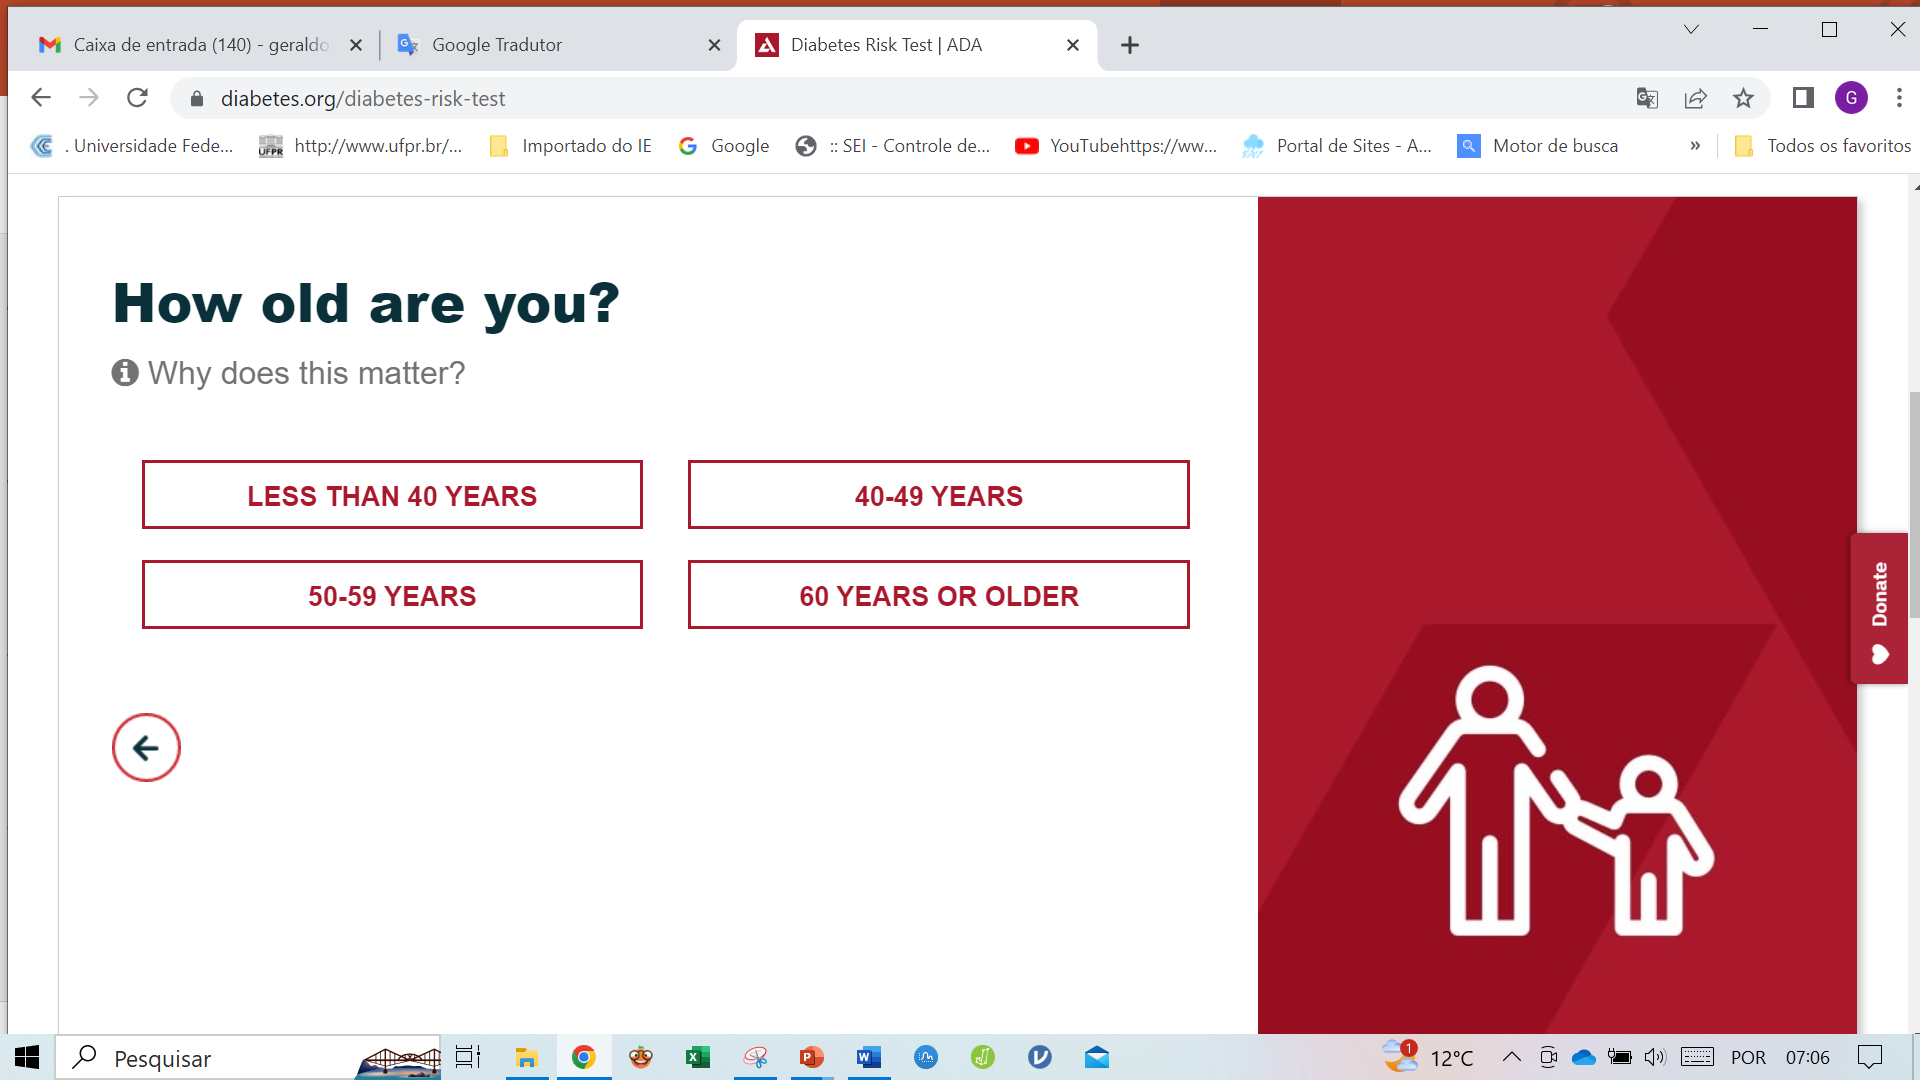 Caixa de entrada (140) - geraldo
Google Tradutor
Diabetes Risk Test | ADA
diabetes.org/diabetes-risk-test
G
. Universidade Fede...
UFPR
http://www.ufpr.br/...
Importado do IE
Google
:: SEI - Controle de...
YouTubehttps://ww...
Portal de Sites - A...
Motor de busca
»
Todos os favoritos
How old are you?
Why does this matter?
LESS THAN 40 YEARS
40-49 YEARS
50-59 YEARS
60 YEARS OR OLDER
Donate
Pesquisar
1
12°C
POR
07:06